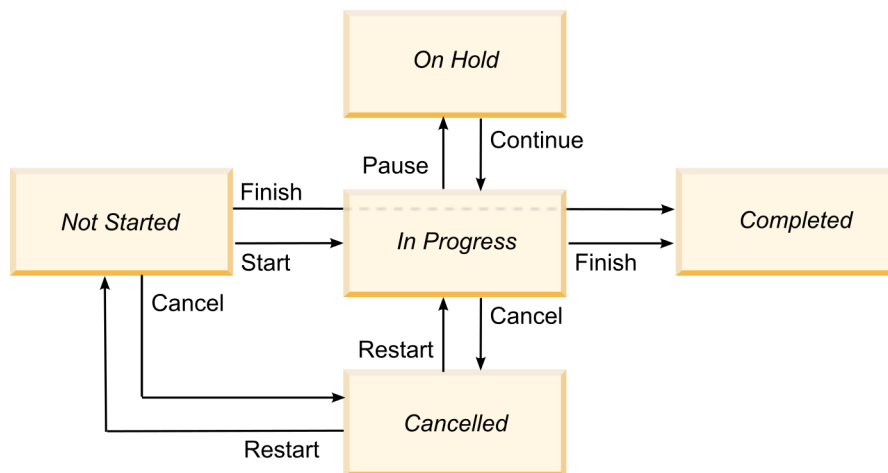 On Hold
Continue
Pause
Finish
Not Started
Completed
In Progress
Start
Finish
Cancel
Cancel
Restart
Cancelled
Restart